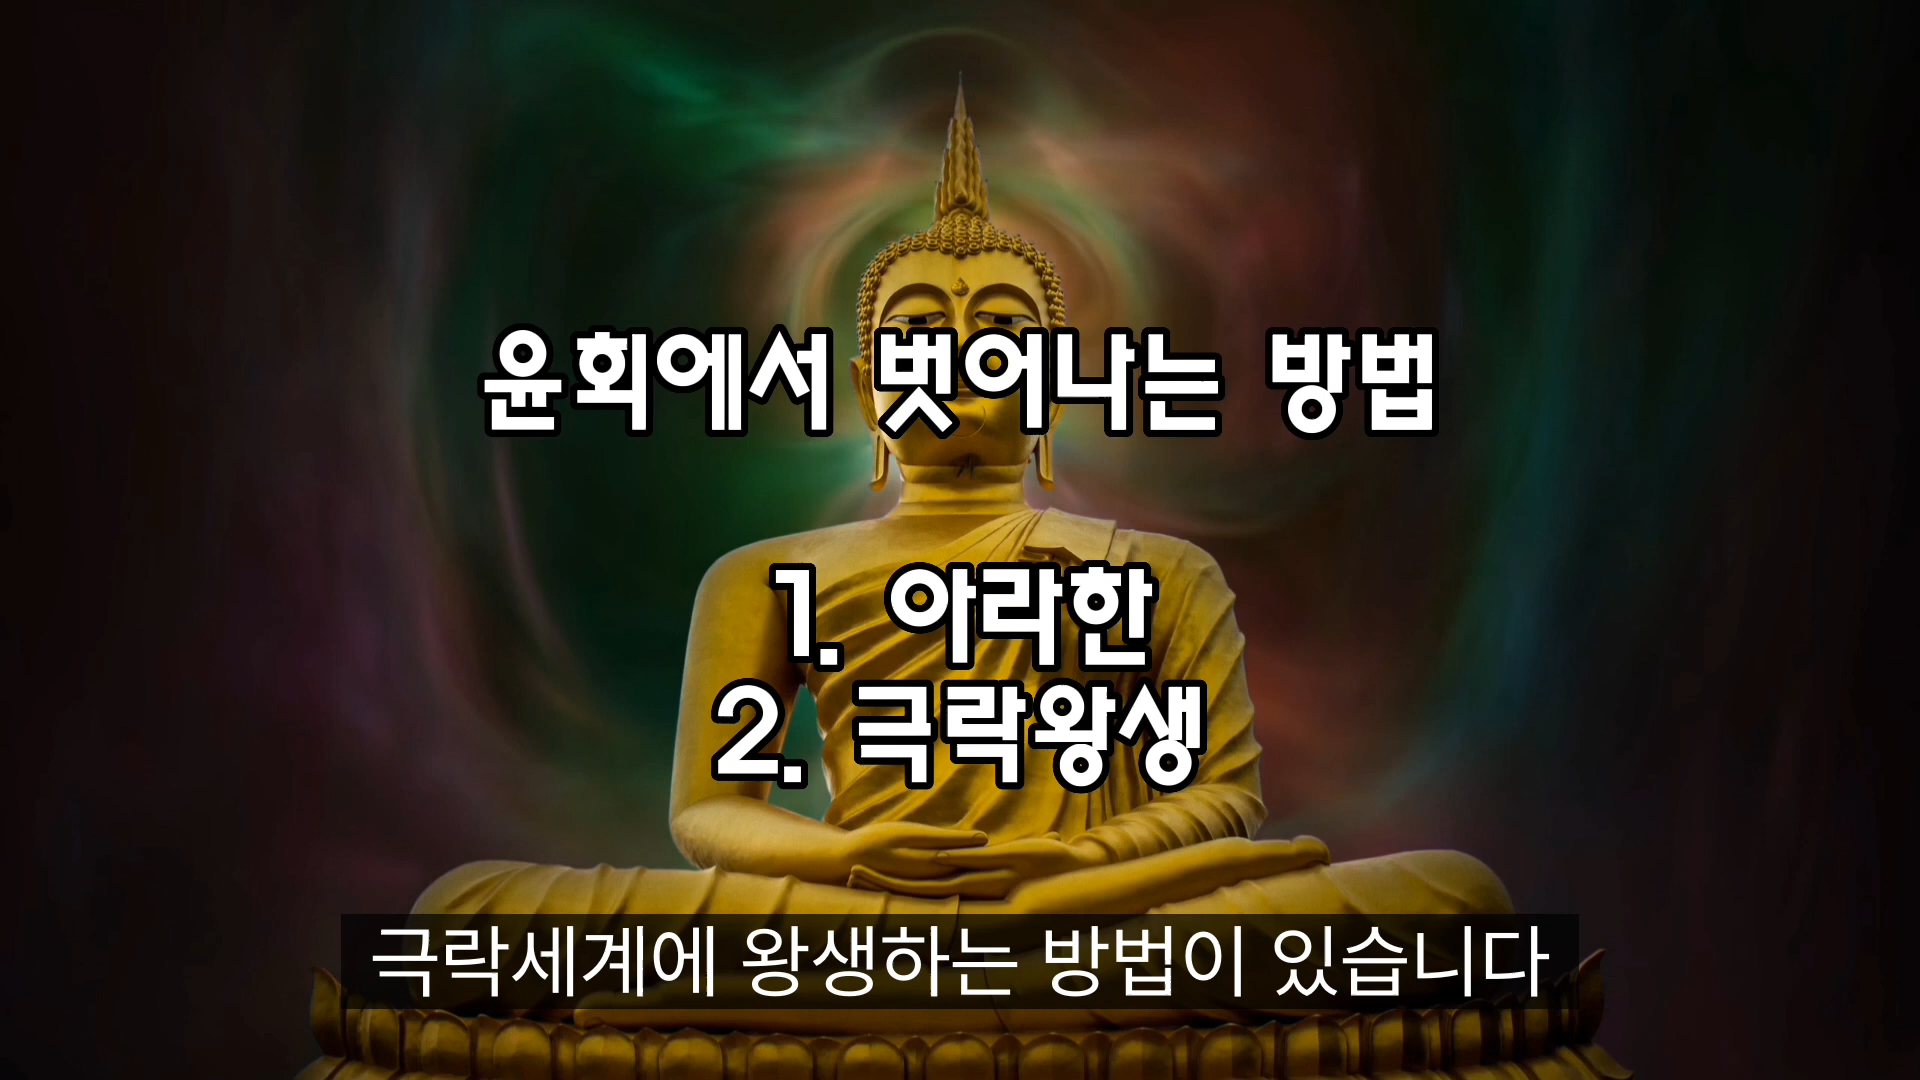 윤회에서 벗어나는 방법
1. 아라한
2. 극락왕생
극락세계에 왕생하는 방법이 있습니다